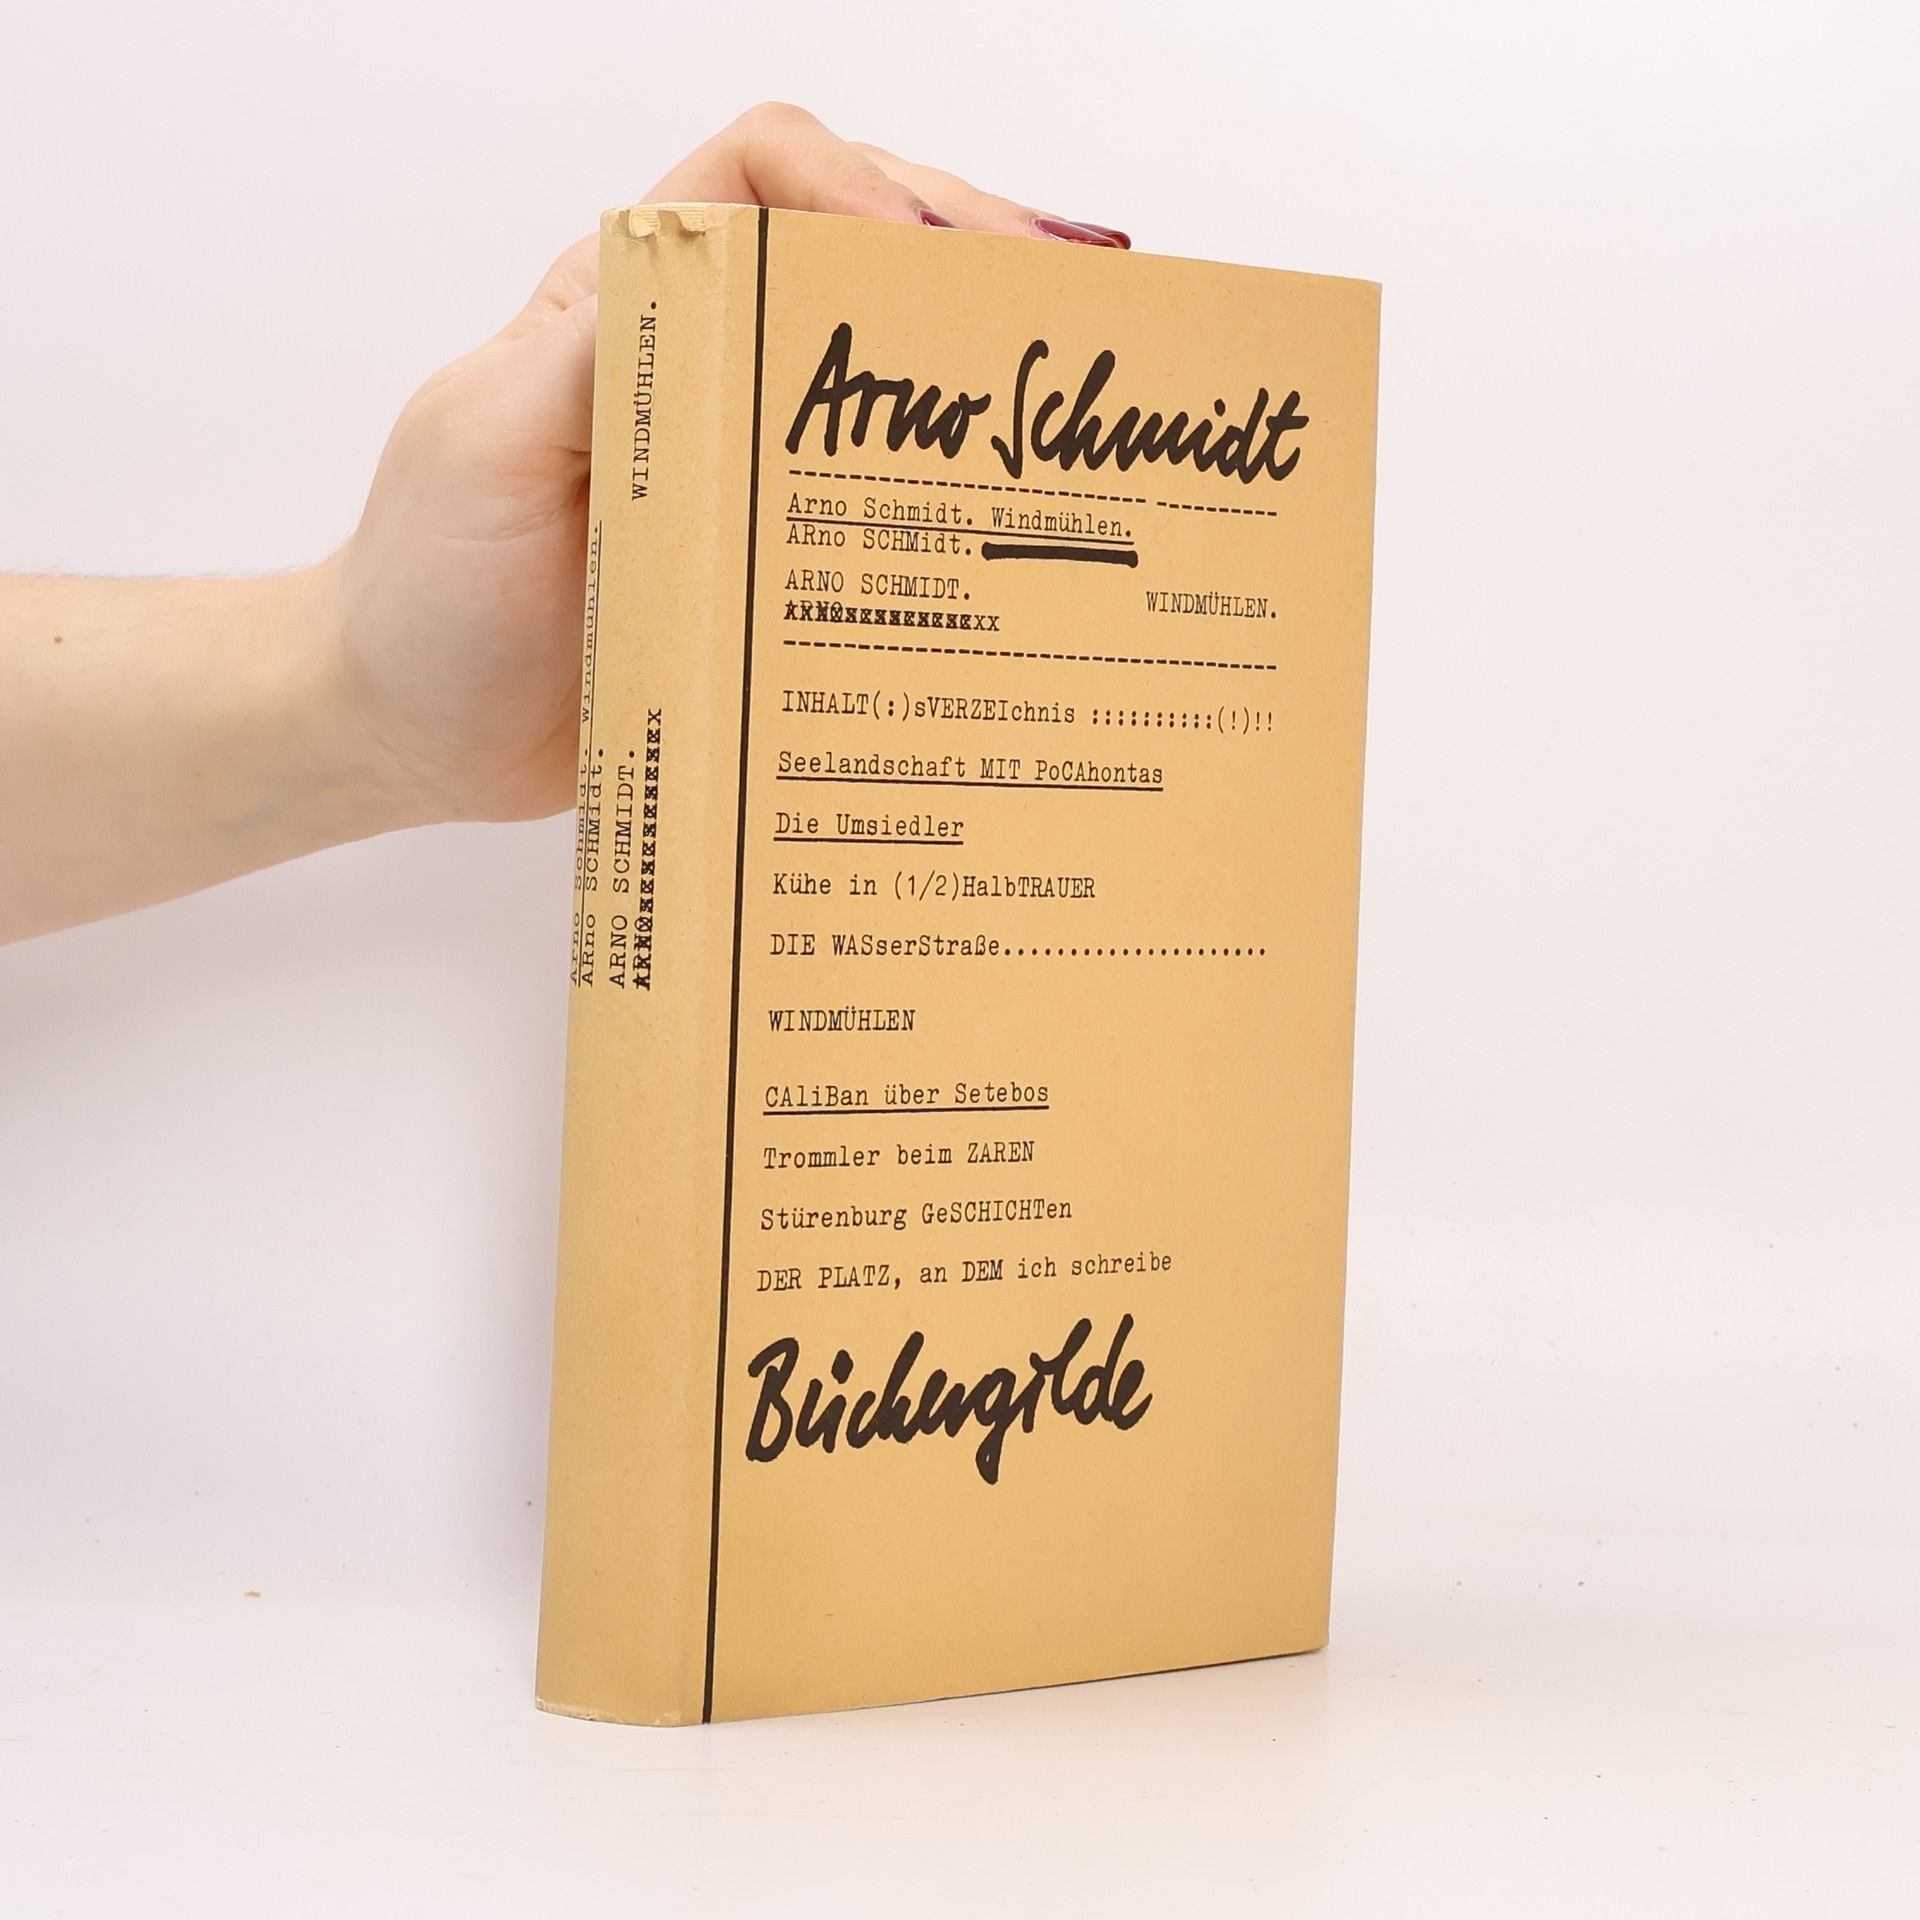 Arno Schmidt
Arno Schmidt. Windmühlen.
ARno SCHMidt.
ARNO SCHMIDT. WINDMÜHLEN.
INHALT(:)sVERZEIchnis ::::::::::(!)!!
Seelandschaft MIT PoCAhontas
Die Umsiedler
Kühe in (1/2)HalbTRAUER
DIE WASserStraße......................
WINDMÜHLEN
CAliBan über Setebos
Trommler beim ZAREN
Stürenburg GeSCHICHTen
DER PLATZ, an DEM ich schreibe
Büchergilde
Arno Schmidt. Windmühlen.
ARno SCHMidt.
ARNO SCHMIDT. WINDMÜHLEN.